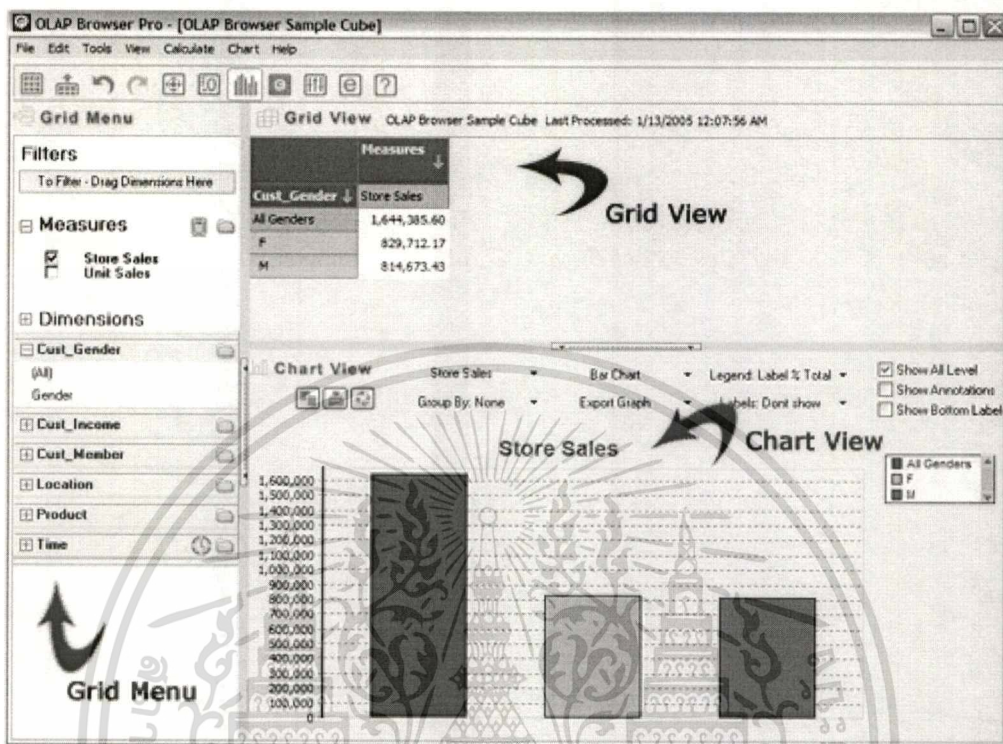 OLAP Browser Pro - [OLAP Browser Sample Cube]
File Edit Tools View Calculate Chart Help
Grid Menu
Grid View OLAP Browser Sample Cube Last Processed: 1/13/2005 12:07:56 AM
Filters
To Filter - Drag Dimensions Here
Measures
Store Sales
Unit Sales
Dimensions
Cust_Gender
(All)
Gender
Cust_Income
Cust_Member
Location
Product
Time
Grid Menu
Measures
Cust_Gender Store Sales
All Genders 1,644,385.60
F 829,712.17
M 814,673.43
Grid View
Chart View Store Sales Bar Chart Legend: Label % Total Show All Level
Show Annotations
Group By: None Export Graph Labels: Dont show Show Bottom Label
Chart View
Store Sales
All Genders
F
M
1,600,000
1,500,000
1,400,000
1,300,000
1,200,000
1,100,000
1,000,000
900,000
800,000
700,000
600,000
500,000
400,000
300,000
200,000
100,000
0